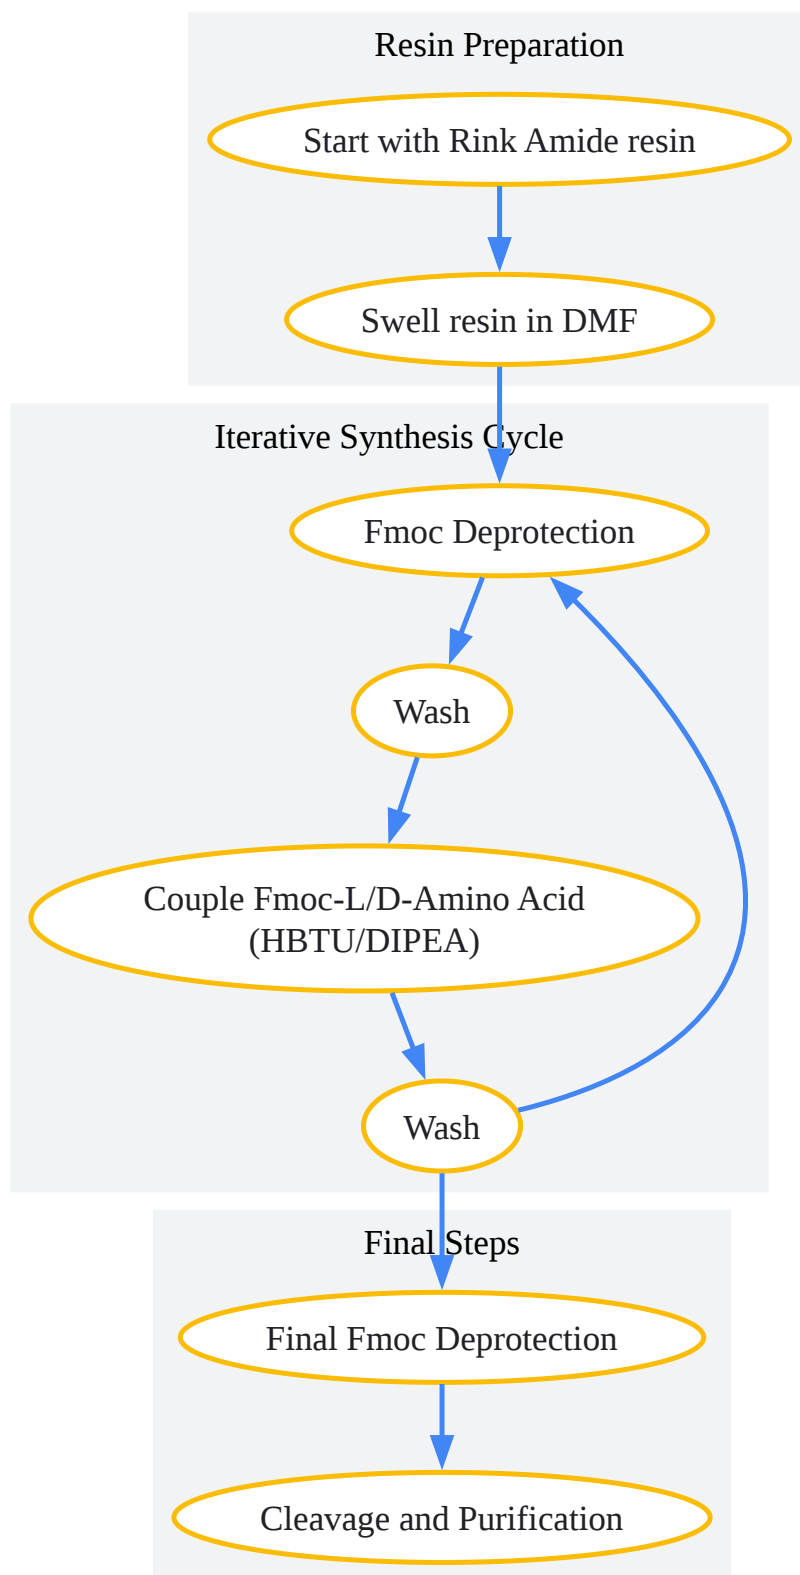 Resin Preparation
Start with Rink Amide resin
Swell resin in DMF
Iterative Synthesis Cycle
Fmoc Deprotection
Wash
Couple Fmoc-L/D-Amino Acid
(HBTU/DIPEA)
Wash
Final Steps
Final Fmoc Deprotection
Cleavage and Purification